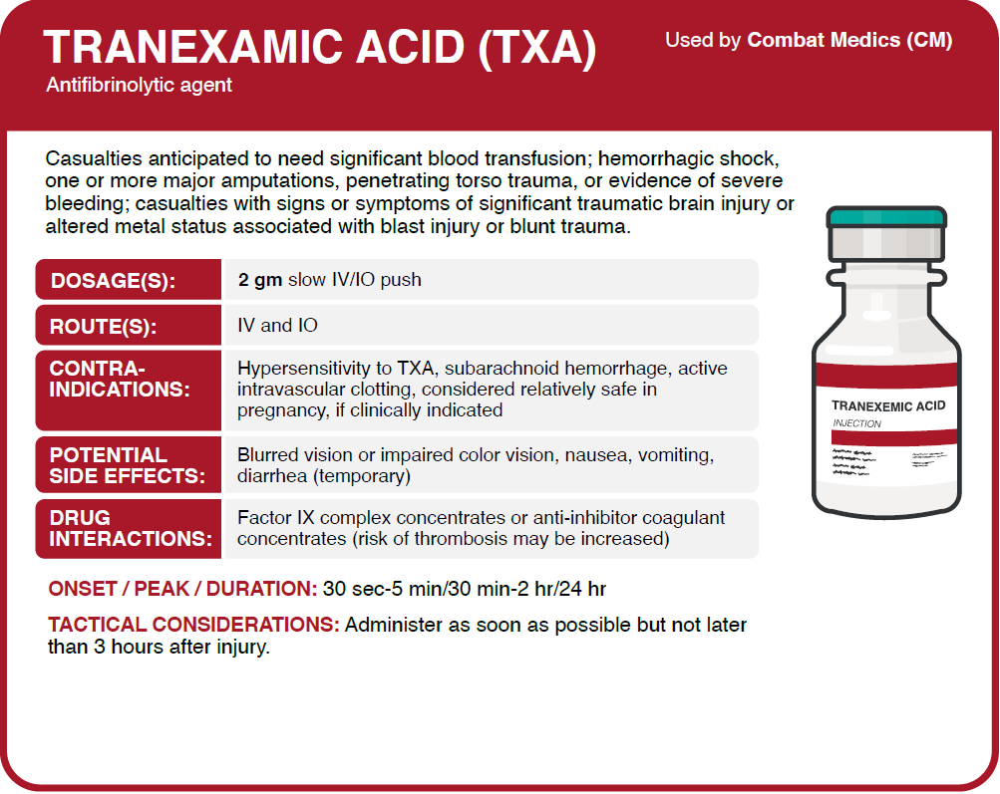 TRANEXAMIC ACID (TXA)
Used by Combat Medics (CM)
Antifibrinolytic agent
Casualties anticipated to need significant blood transfusion; hemorrhagic shock,
one or more major amputations, penetrating torso trauma, or evidence of severe
bleeding; casualties with signs or symptoms of significant traumatic brain injury or
altered metal status associated with blast injury or blunt trauma.
DOSAGE(S):
2 gm slow IV/IO push
ROUTE(S):
IV and IO
CONTRA-
INDICATIONS:
Hypersensitivity to TXA, subarachnoid hemorrhage, active
intravascular clotting, considered relatively safe in
pregnancy, if clinically indicated
POTENTIAL
SIDE EFFECTS:
Blurred vision or impaired color vision, nausea, vomiting,
diarrhea (temporary)
DRUG
INTERACTIONS:
Factor IX complex concentrates or anti-inhibitor coagulant
concentrates (risk of thrombosis may be increased)
ONSET / PEAK / DURATION: 30 sec-5 min/30 min-2 hr/24 hr
TACTICAL CONSIDERATIONS: Administer as soon as possible but not later
than 3 hours after injury.
TRANEXEMIC ACID
INJECTION